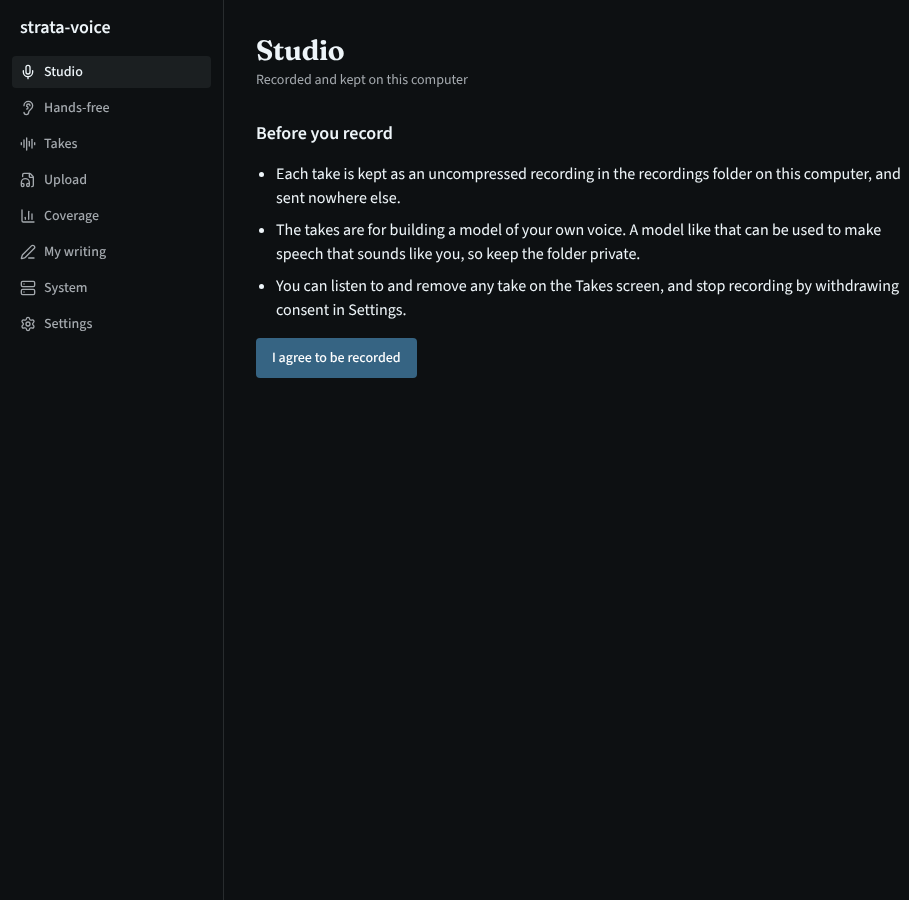 strata-voice
Studio
Hands-free
Takes
Upload
Coverage
My writing
System
Settings
Studio
Recorded and kept on this computer
Before you record
Each take is kept as an uncompressed recording in the recordings folder on this computer, and
sent nowhere else.
The takes are for building a model of your own voice. A model like that can be used to make
speech that sounds like you, so keep the folder private.
You can listen to and remove any take on the Takes screen, and stop recording by withdrawing
consent in Settings.
I agree to be recorded